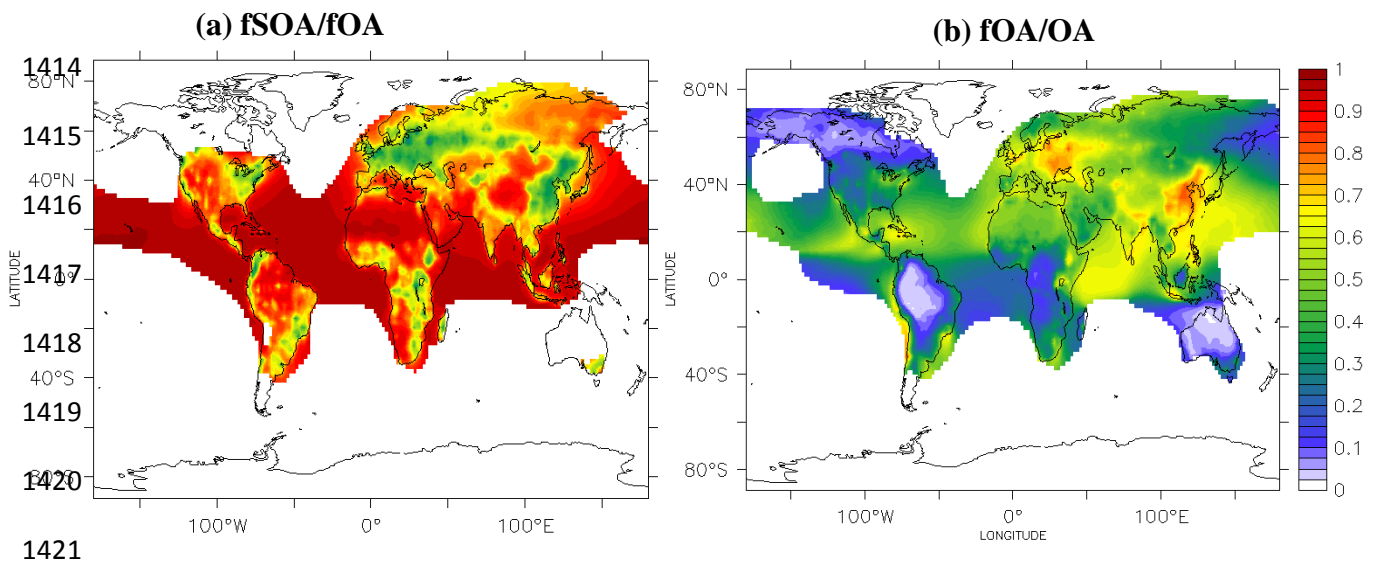 (a) fSOA/fOA
(b) fOA/OA
1414
1415
1416
1417
1418
1419
1420
1421
80°N
40°N
0°
40°S
80°S
LATITUDE
100°W 0° 100°E
80°N
40°N
0°
40°S
80°S
LATITUDE
100°W 0° 100°E
LONGITUDE
1
0.9
0.8
0.7
0.6
0.5
0.4
0.3
0.2
0.1
0